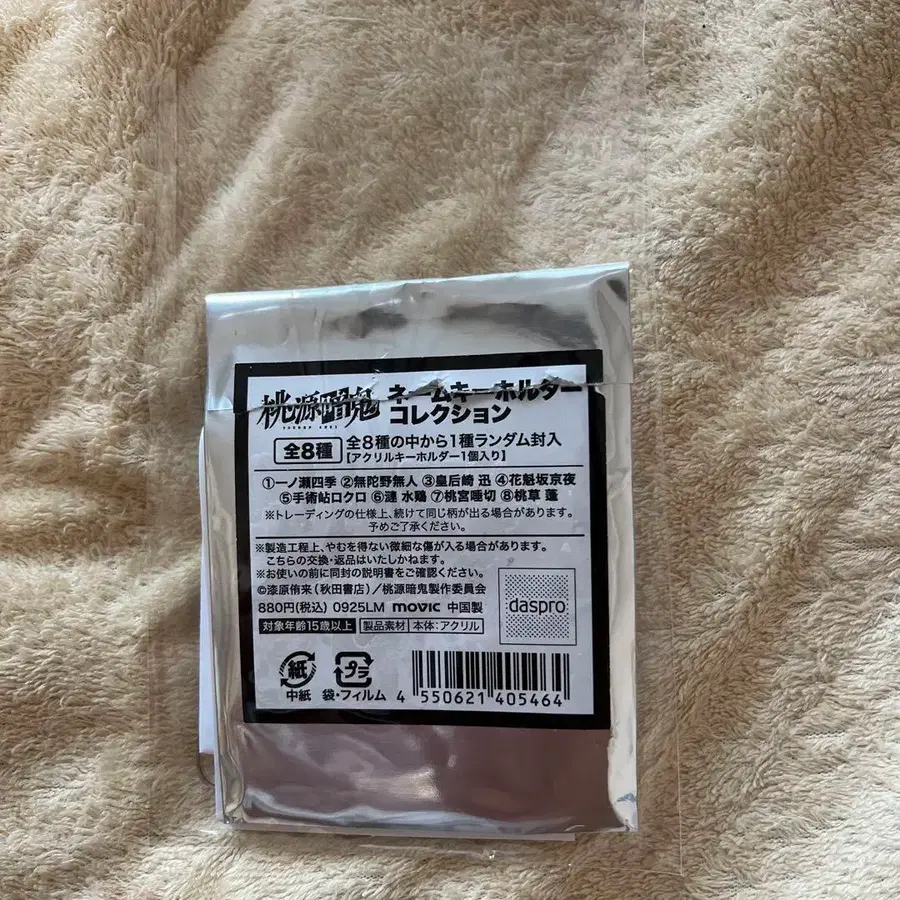 桃源暗鬼
TOUGEN ANKI
ネームキーホルダー
コレクション
全8種
全8種の中から1種ランダム封入
【アクリルキーホルダー1個入り】
①一ノ瀬四季 ②無陀野無人 ③皇后崎 迅 ④花魁坂京夜
⑤手術岾ロクロ ⑥漣 水鶏 ⑦桃宮唾切 ⑧桃草 蓬
※トレーディングの仕様上、続けて同じ柄が出る場合があります。
予めご了承ください。
※製造工程上、やむを得ない微細な傷が入る場合があります。
こちらの交換・返品はいたしかねます。
※お使いの前に同封の説明書をご確認ください。
©漆原侑来(秋田書店)/桃源暗鬼製作委員会
880円(税込) 0925LM movic 中国製
対象年齢15歳以上 製品素材 本体:アクリル
daspro
紙
中紙
プラ
袋・フィルム
4 550621 405464